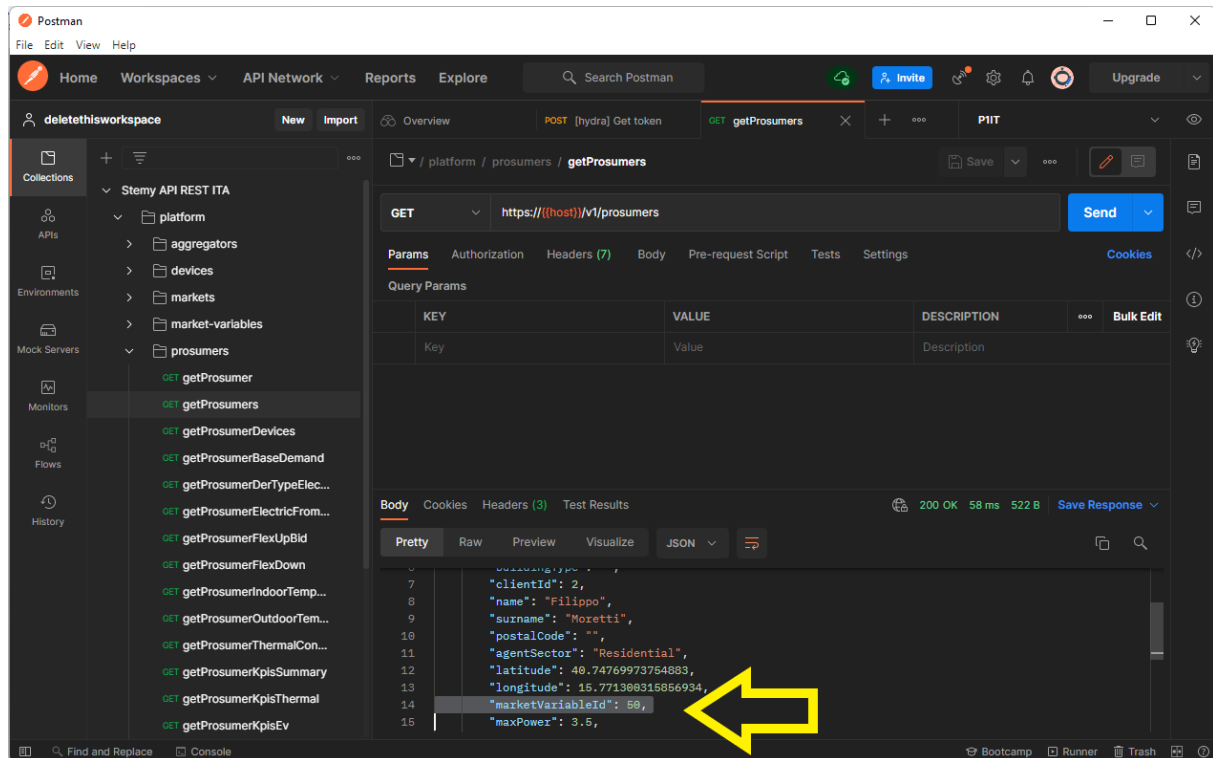 Postman
File Edit View Help
Home Workspaces API Network Reports Explore Search Postman Invite Upgrade
deletethisworkspace New Import Overview POST [hydra] Get token GET getProsumers P1IT
Collections
APIs
Environments
Mock Servers
Monitors
Flows
History
Stemy API REST ITA
platform
aggregators
devices
markets
market-variables
prosumers
GET getProsumer
GET getProsumers
GET getProsumerDevices
GET getProsumerBaseDemand
GET getProsumerDerTypeElec...
GET getProsumerElectricFrom...
GET getProsumerFlexUpBid
GET getProsumerFlexDown
GET getProsumerIndoorTemp...
GET getProsumerOutdoorTem...
GET getProsumerThermalCon...
GET getProsumerKpisSummary
GET getProsumerKpisThermal
GET getProsumerKpisEv
/ platform / prosumers / getProsumers Save
GET https://{{host}}/v1/prosumers Send
Params Authorization Headers (7) Body Pre-request Script Tests Settings Cookies
Query Params
KEY VALUE DESCRIPTION Bulk Edit
Key Value Description
Body Cookies Headers (3) Test Results 200 OK 58 ms 522 B Save Response
Pretty Raw Preview Visualize JSON
7 "clientId": 2,
8 "name": "Filippo",
9 "surname": "Moretti",
10 "postalCode": "",
11 "agentSector": "Residential",
12 "latitude": 40.74769973754883,
13 "longitude": 15.771300315856934,
14 "marketVariableId": 50,
15 "maxPower": 3.5,
Find and Replace Console Bootcamp Runner Trash